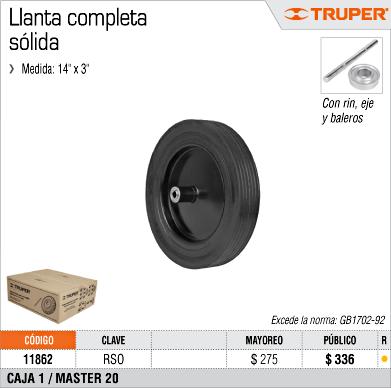 Llanta completa
sólida
TRUPER
Medida: 14" x 3"
Con rin, eje
y baleros
TRUPER
Excede la norma: GB1702-92
CÓDIGO CLAVE MAYOREO PÚBLICO R
11862 RSO $ 275 $ 336
CAJA 1 / MASTER 20